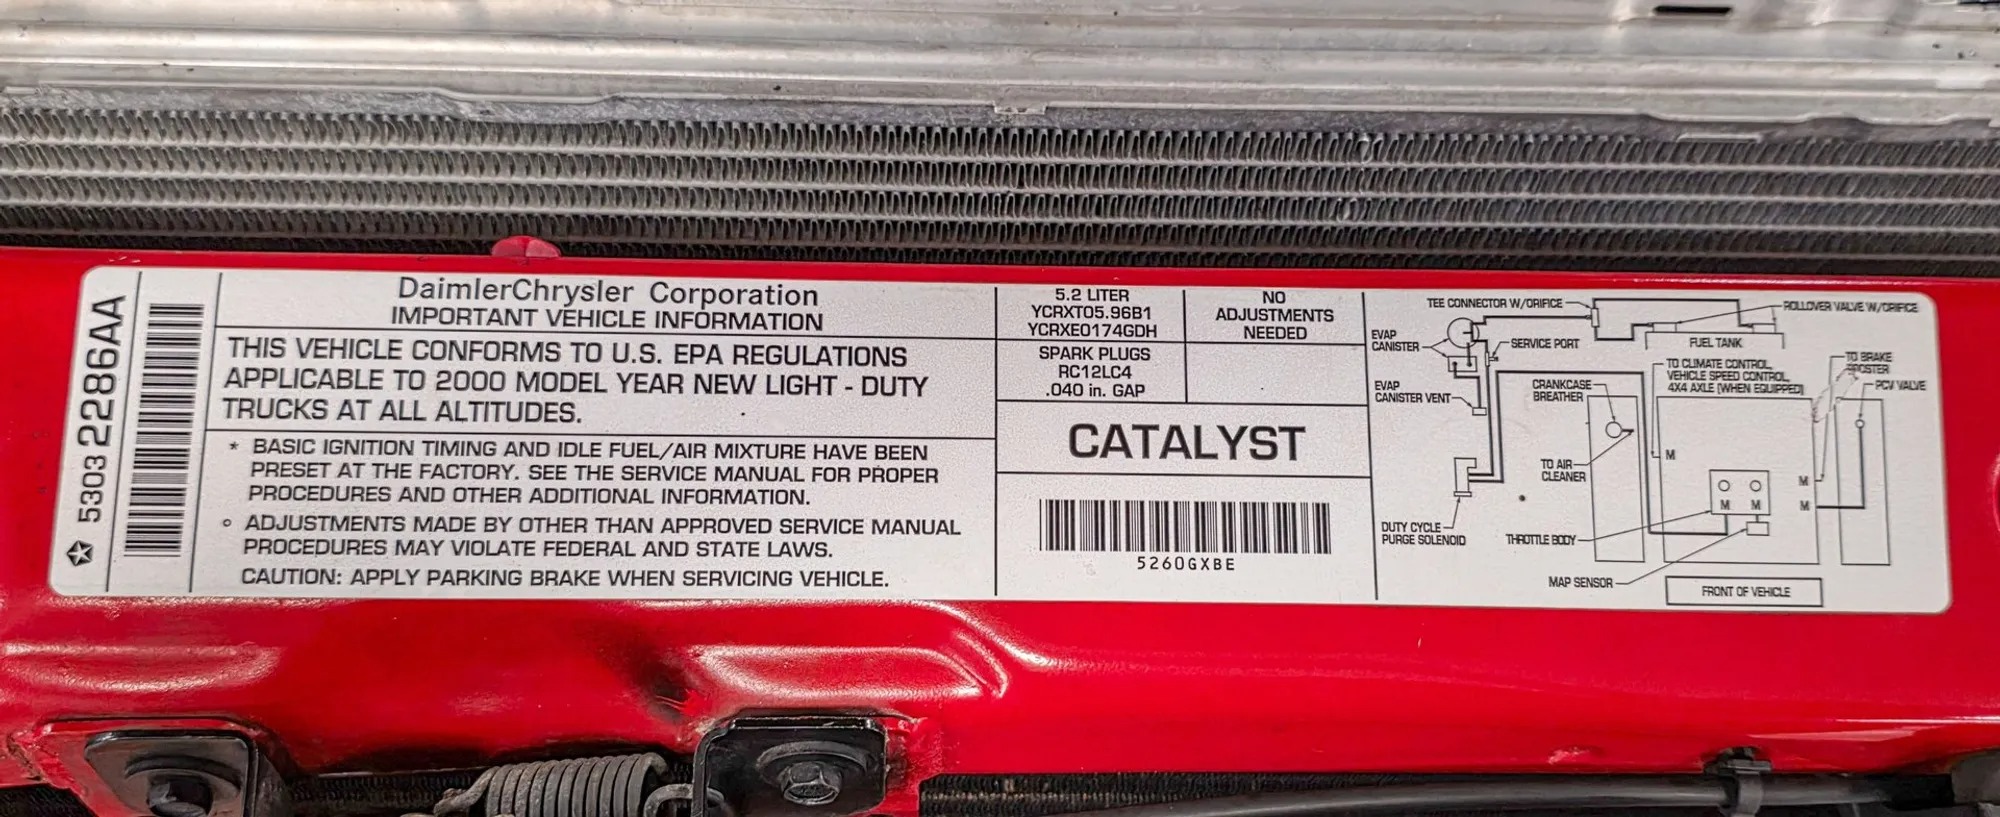 53032286AA
DaimlerChrysler Corporation
IMPORTANT VEHICLE INFORMATION
THIS VEHICLE CONFORMS TO U.S. EPA REGULATIONS
APPLICABLE TO 2000 MODEL YEAR NEW LIGHT - DUTY
TRUCKS AT ALL ALTITUDES.
* BASIC IGNITION TIMING AND IDLE FUEL/AIR MIXTURE HAVE BEEN
PRESET AT THE FACTORY. SEE THE SERVICE MANUAL FOR PROPER
PROCEDURES AND OTHER ADDITIONAL INFORMATION.
° ADJUSTMENTS MADE BY OTHER THAN APPROVED SERVICE MANUAL
PROCEDURES MAY VIOLATE FEDERAL AND STATE LAWS.
CAUTION: APPLY PARKING BRAKE WHEN SERVICING VEHICLE.
5.2 LITER
YCRXT05.96B1
YCRXE0174GDH
NO
ADJUSTMENTS
NEEDED
SPARK PLUGS
RC12LC4
.040 in. GAP
CATALYST
5260GXBE
TEE CONNECTOR W/ORIFICE
ROLLOVER VALVE W/ORIFICE
EVAP
CANISTER
SERVICE PORT
FUEL TANK
EVAP
CANISTER VENT
CRANKCASE
BREATHER
TO CLIMATE CONTROL,
VEHICLE SPEED CONTROL,
4X4 AXLE [WHEN EQUIPPED]
TO BRAKE
BOOSTER
PCV VALVE
M
TO AIR
CLEANER
M
M
M M
DUTY CYCLE
PURGE SOLENOID
THROTTLE BODY
MAP SENSOR
FRONT OF VEHICLE